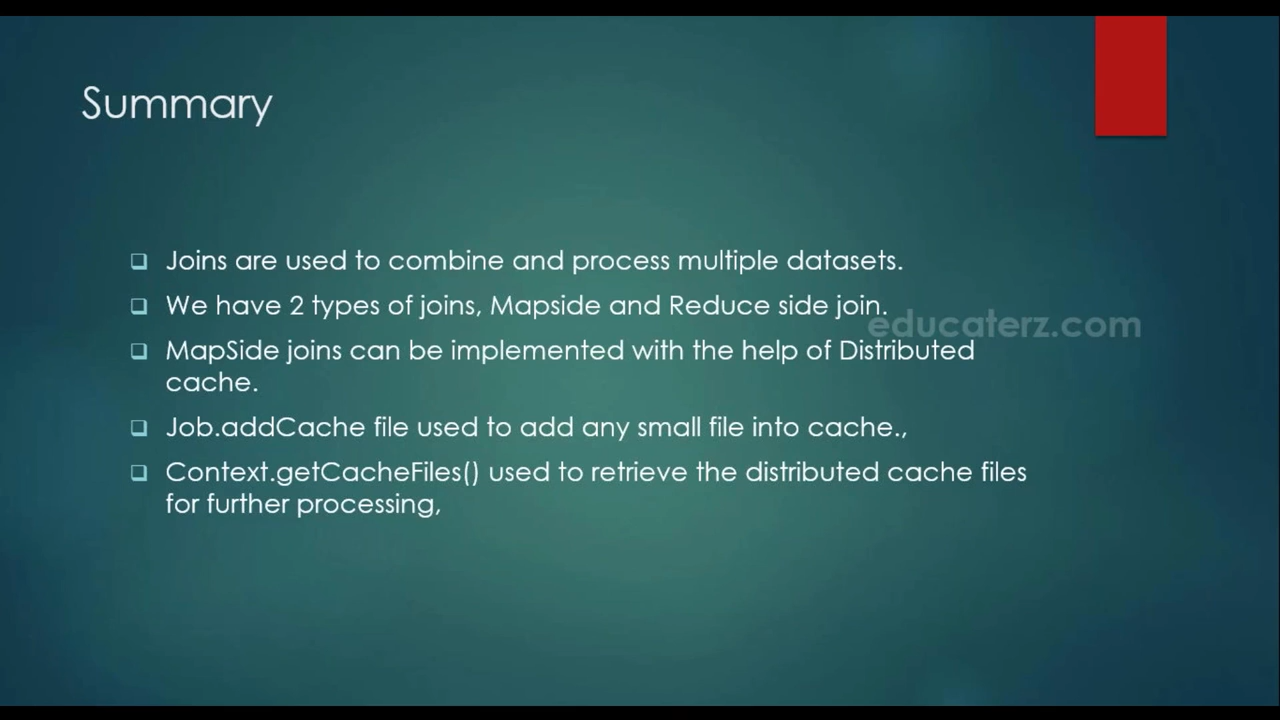 Summary
❑ Joins are used to combine and process multiple datasets.
❑ We have 2 types of joins, Mapside and Reduce side join.
educaterz.com
❑ MapSide joins can be implemented with the help of Distributed
cache.
❑ Job.addCache file used to add any small file into cache.,
❑ Context.getCacheFiles() used to retrieve the distributed cache files
for further processing,